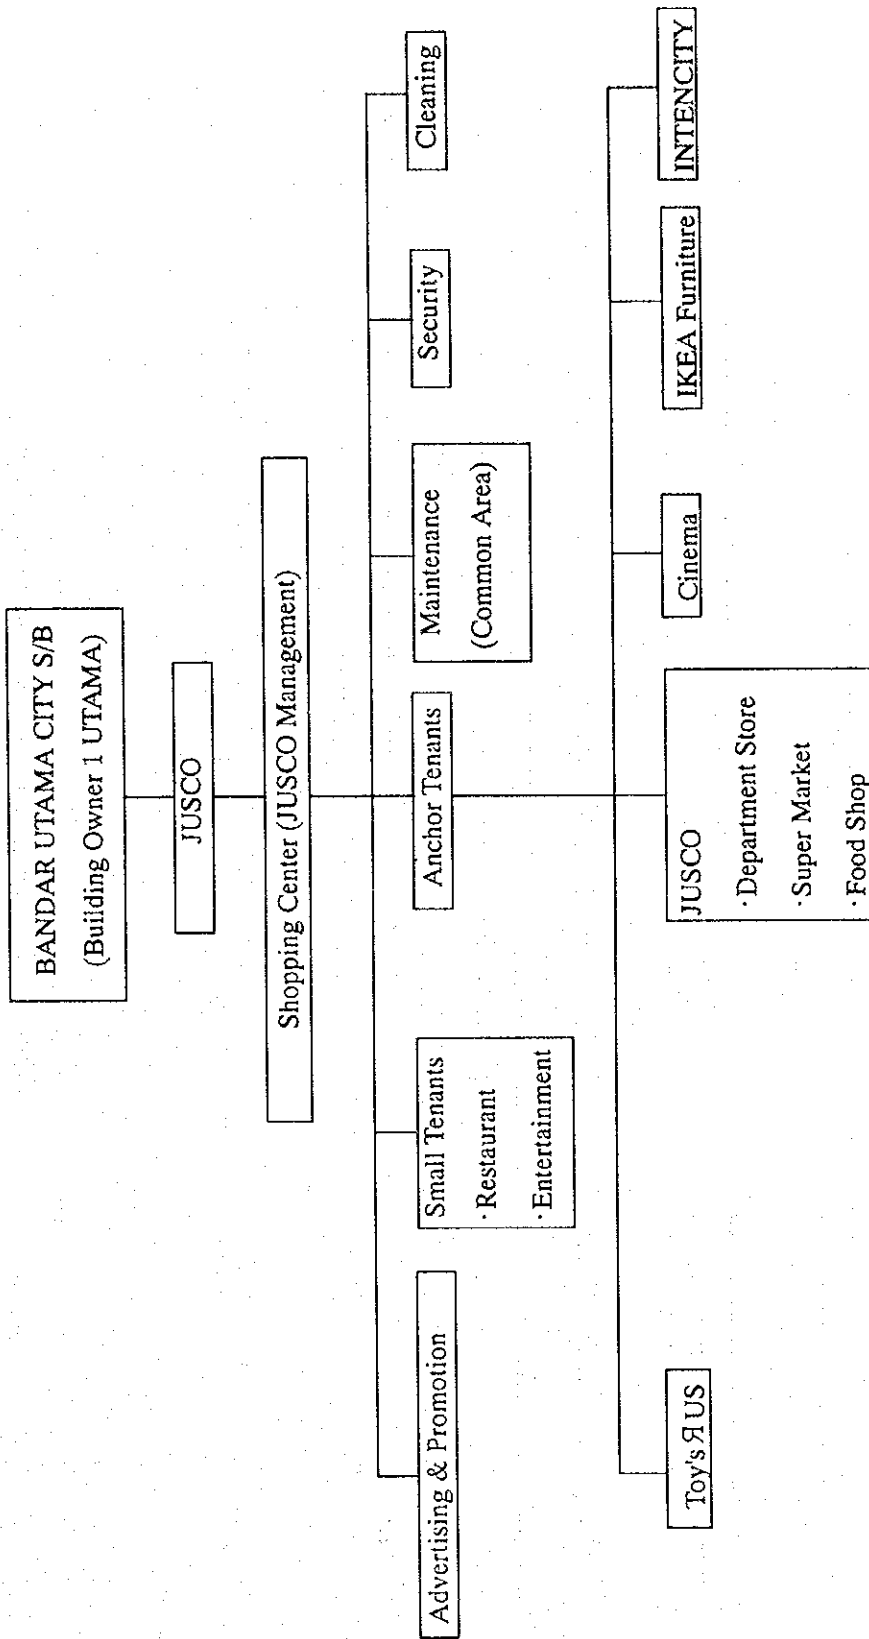 BANDAR UTAMA CITY S/B
(Building Owner 1 UTAMA)
JUSCO
Shopping Center (JUSCO Management)
Advertising & Promotion
Small Tenants
·Restaurant
·Entertainment
Anchor Tenants
Maintenance
(Common Area)
Security
Cleaning
Toy's ЯUS
JUSCO
·Department Store
·Super Market
·Food Shop
Cinema
IKEA Furniture
INTENCITY